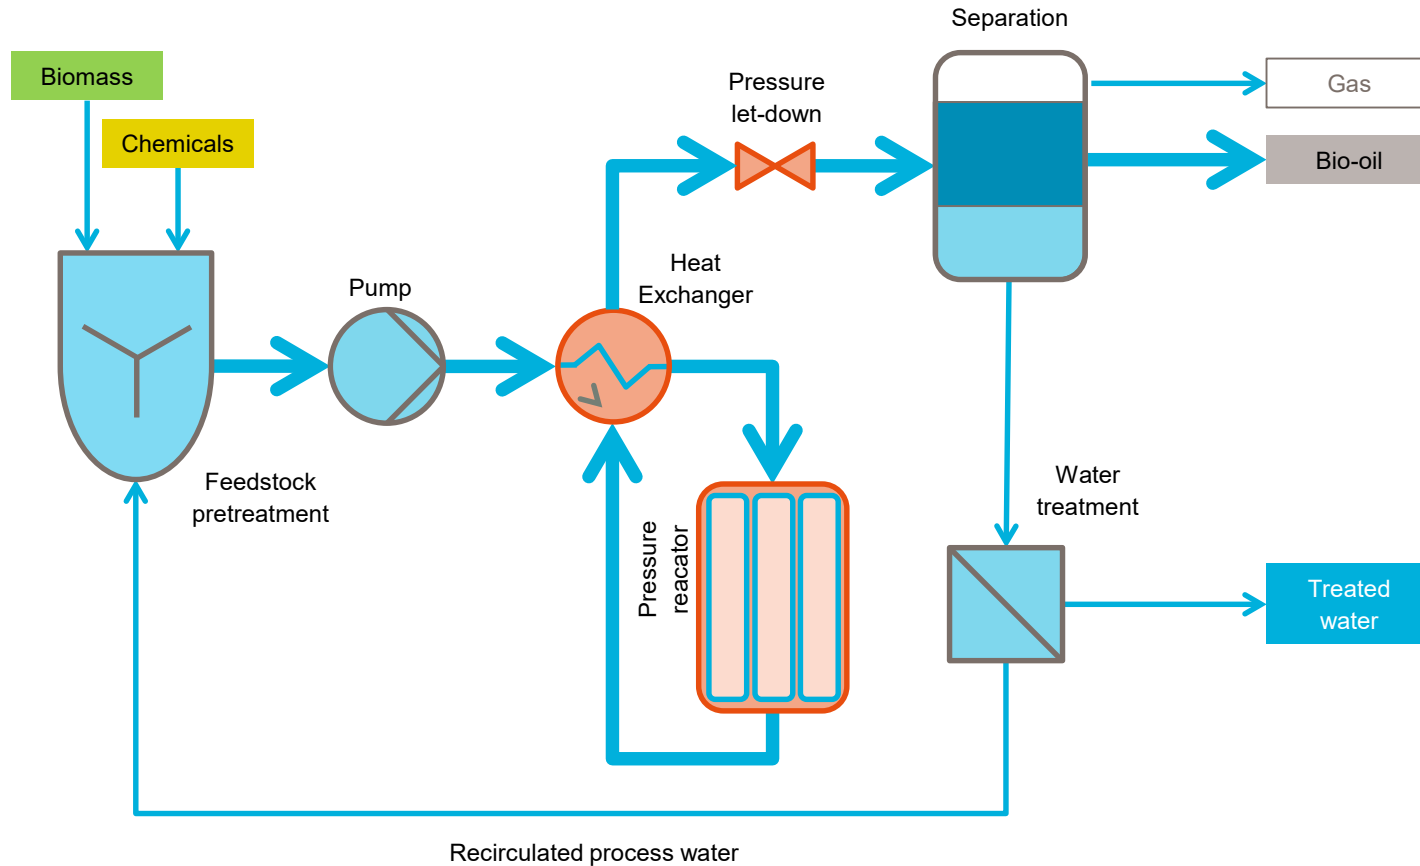 Separation
Biomass
Gas
Pressure
let-down
Chemicals
Bio-oil
Heat
Exchanger
Pump
Feedstock
pretreatment
Water
treatment
Pressure
reacator
Treated
water
Recirculated process water